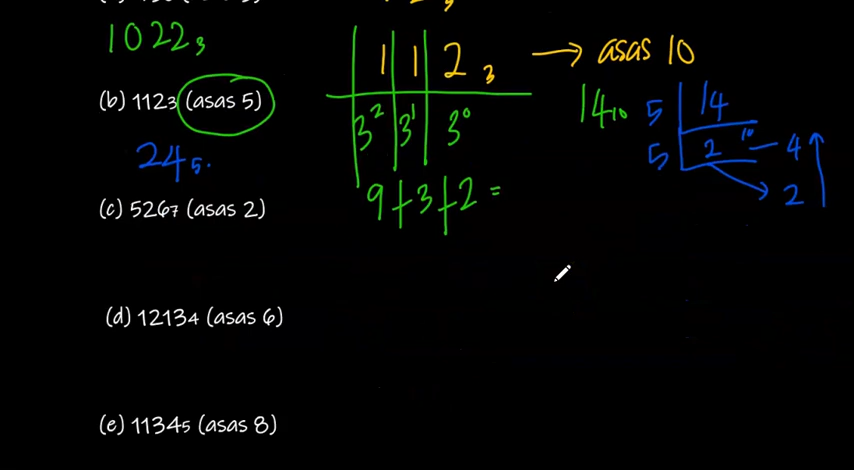 1022₃
(b) 112₃ (asas 5)
24₅.
(c) 526₇ (asas 2)
(d) 1213₄ (asas 6)
(e) 1134₅ (asas 8)
1 1 2 ₃ → asas 10
3² 3¹ 3⁰
9+3+2=
14₁₀
5 14
5 2 10 4
2